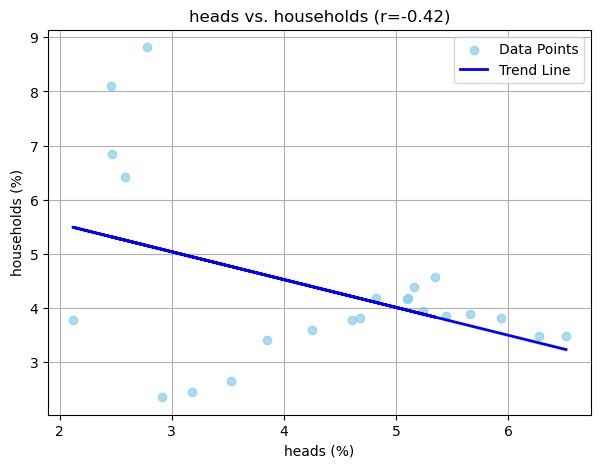 heads vs. households (r=-0.42)
Data Points
Trend Line
households (%)
9
8
7
6
5
4
3
2
3
4
5
6
heads (%)